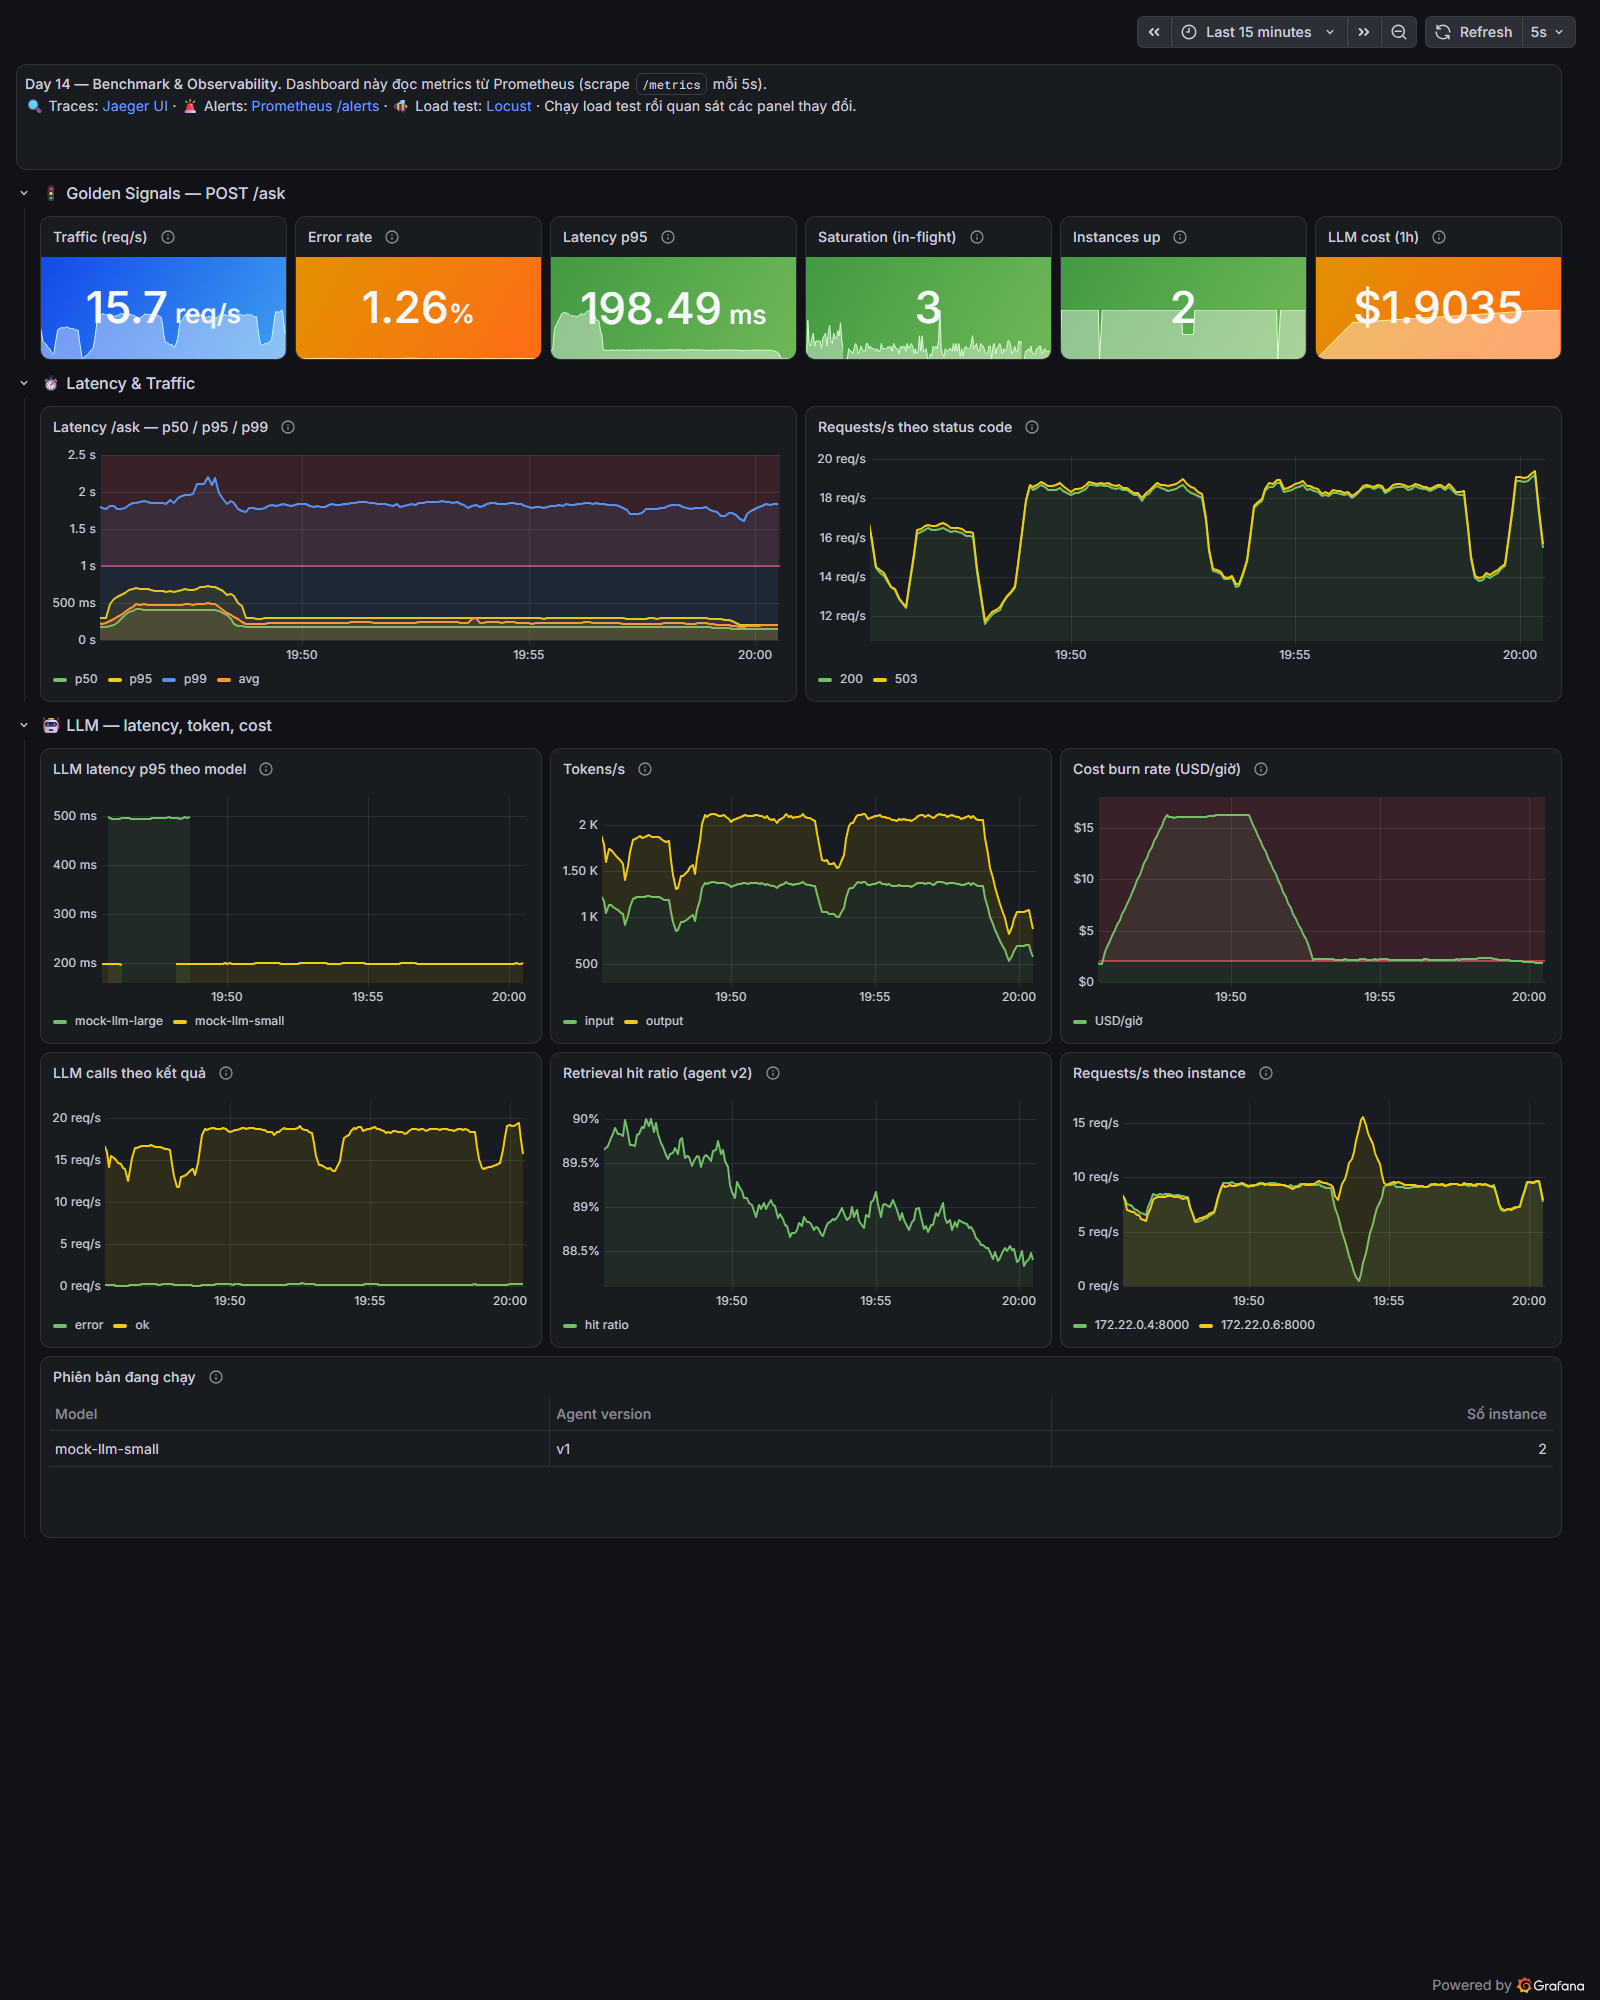 Last 15 minutes
Refresh
5s
Day 14 — Benchmark & Observability. Dashboard này đọc metrics từ Prometheus (scrape /metrics mỗi 5s).
Traces: Jaeger UI · Alerts: Prometheus /alerts · Load test: Locust · Chạy load test rồi quan sát các panel thay đổi.
Golden Signals — POST /ask
Traffic (req/s)
15.7 req/s
Error rate
1.26%
Latency p95
198.49 ms
Saturation (in-flight)
3
Instances up
2
LLM cost (1h)
$1.9035
Latency & Traffic
Latency /ask — p50 / p95 / p99
2.5 s
2 s
1.5 s
1 s
500 ms
0 s
19:50
19:55
20:00
p50
p95
p99
avg
Requests/s theo status code
20 req/s
18 req/s
16 req/s
14 req/s
12 req/s
19:50
19:55
20:00
200
503
LLM — latency, token, cost
LLM latency p95 theo model
500 ms
400 ms
300 ms
200 ms
19:50
19:55
20:00
mock-llm-large
mock-llm-small
Tokens/s
2 K
1.50 K
1 K
500
19:50
19:55
20:00
input
output
Cost burn rate (USD/giờ)
$15
$10
$5
$0
19:50
19:55
20:00
USD/giờ
LLM calls theo kết quả
20 req/s
15 req/s
10 req/s
5 req/s
0 req/s
19:50
19:55
20:00
error
ok
Retrieval hit ratio (agent v2)
90%
89.5%
89%
88.5%
19:50
19:55
20:00
hit ratio
Requests/s theo instance
15 req/s
10 req/s
5 req/s
0 req/s
19:50
19:55
20:00
172.22.0.4:8000
172.22.0.6:8000
Phiên bản đang chạy
Model
Agent version
Số instance
mock-llm-small
v1
2
Powered by Grafana